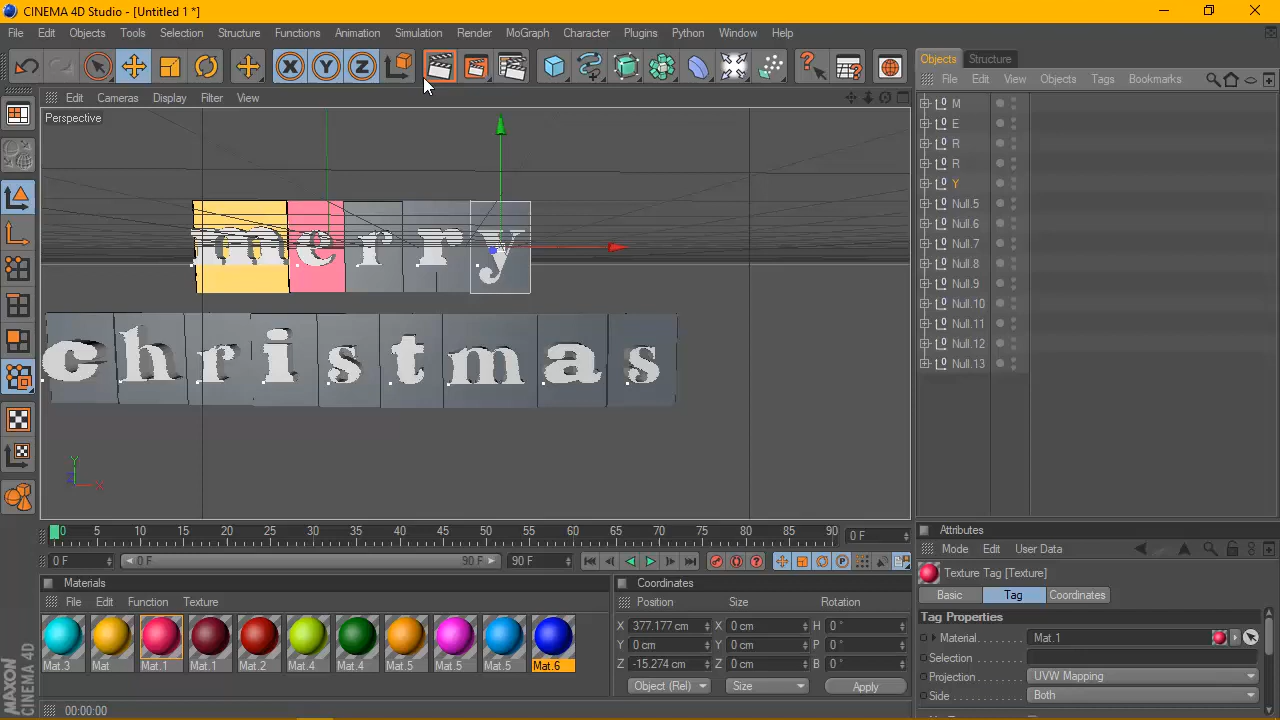 CINEMA 4D Studio - [Untitled 1 *]
File Edit Objects Tools Selection Structure Functions Animation Simulation Render MoGraph Character Plugins Python Window Help
Objects Structure
Edit Cameras Display Filter View
File Edit View Objects Tags Bookmarks
Perspective
M
E
R
R
Y
Null.5
Null.6
Null.7
Null.8
Null.9
Null.10
Null.11
Null.12
Null.13
merry
christmas
Y
X
Z
0 5 10 15 20 25 30 35 40 45 50 55 60 65 70 75 80 85 90 0 F
0 F 0 F 90 F 90 F
Attributes
Mode Edit User Data
Texture Tag [Texture]
Basic Tag Coordinates
Tag Properties
Material Mat.1
Selection
Projection UVW Mapping
Side Both
Materials
File Edit Function Texture
Mat.3 Mat Mat.1 Mat.1 Mat.2 Mat.4 Mat.4 Mat.5 Mat.5 Mat.5 Mat.6
Coordinates
Position Size Rotation
X 377.177 cm X 0 cm H 0 °
Y 0 cm Y 0 cm P 0 °
Z -15.274 cm Z 0 cm B 0 °
Object (Rel) Size Apply
MAXON
CINEMA 4D
00:00:00